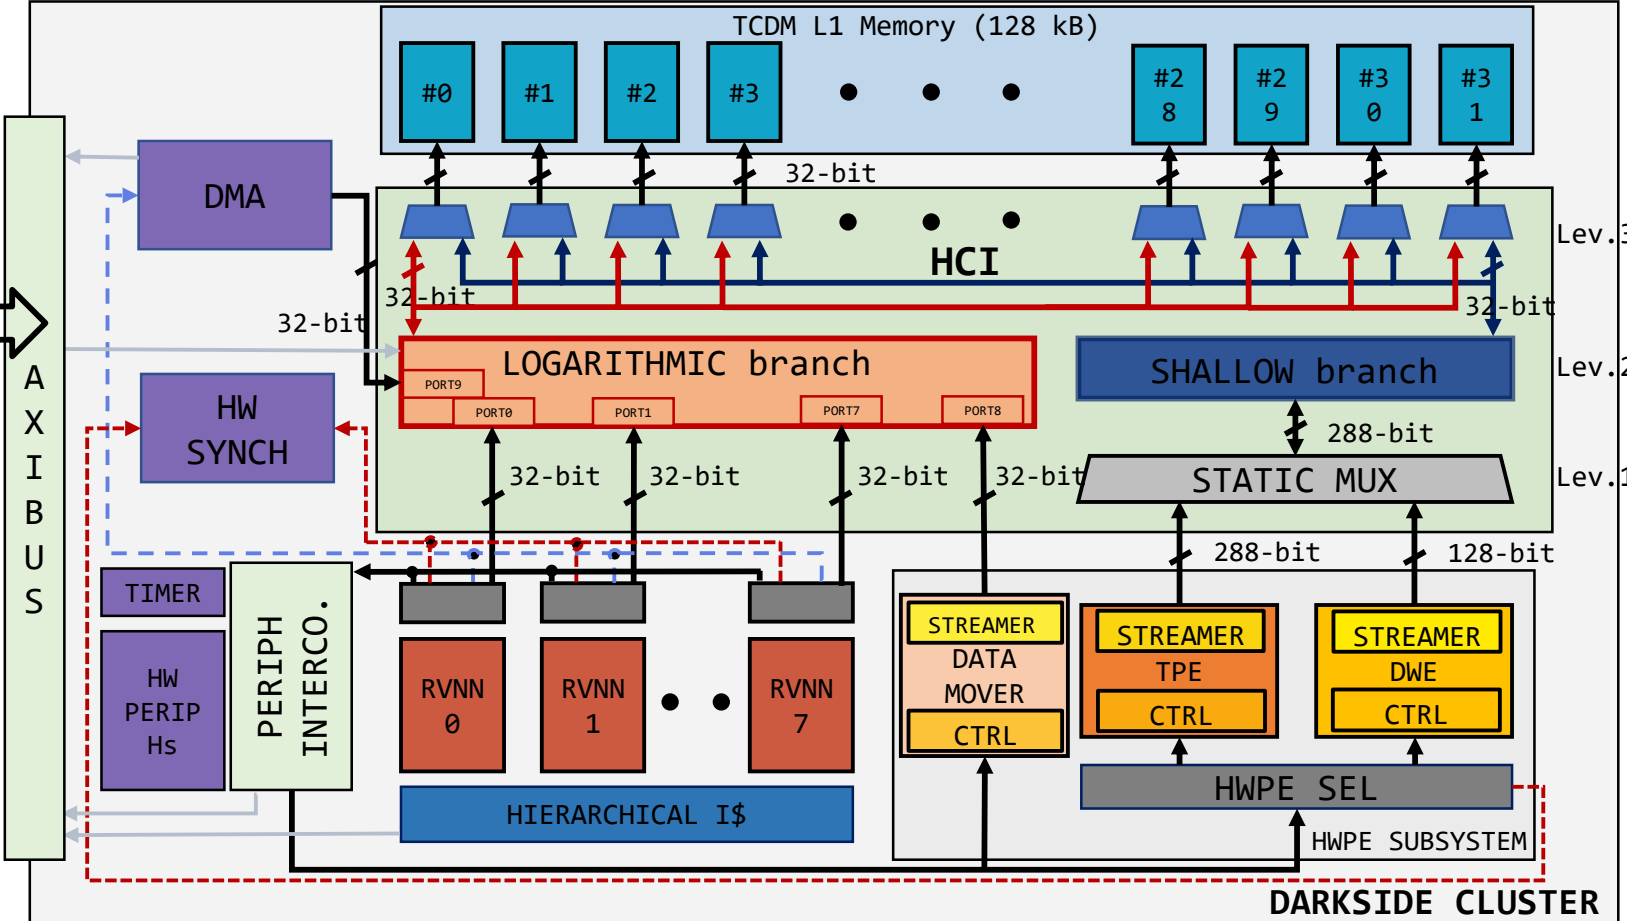 TCDM L1 Memory (128 kB)
#0
#1
#2
#3
#2
8
#2
9
#3
0
#3
1
32-bit
DMA
HCI
Lev.3
32-bit
32-bit
32-bit
LOGARITHMIC branch
SHALLOW branch
Lev.2
PORT9
PORT0
PORT1
PORT7
PORT8
A
X
I
B
U
S
HW
SYNCH
288-bit
32-bit
32-bit
32-bit
32-bit
STATIC MUX
Lev.1
288-bit
128-bit
TIMER
HW
PERIP
Hs
PERIPH
INTERCO.
RVNN
0
RVNN
1
RVNN
7
STREAMER
DATA
MOVER
CTRL
STREAMER
TPE
CTRL
STREAMER
DWE
CTRL
HWPE SEL
HIERARCHICAL I$
HWPE SUBSYSTEM
DARKSIDE CLUSTER